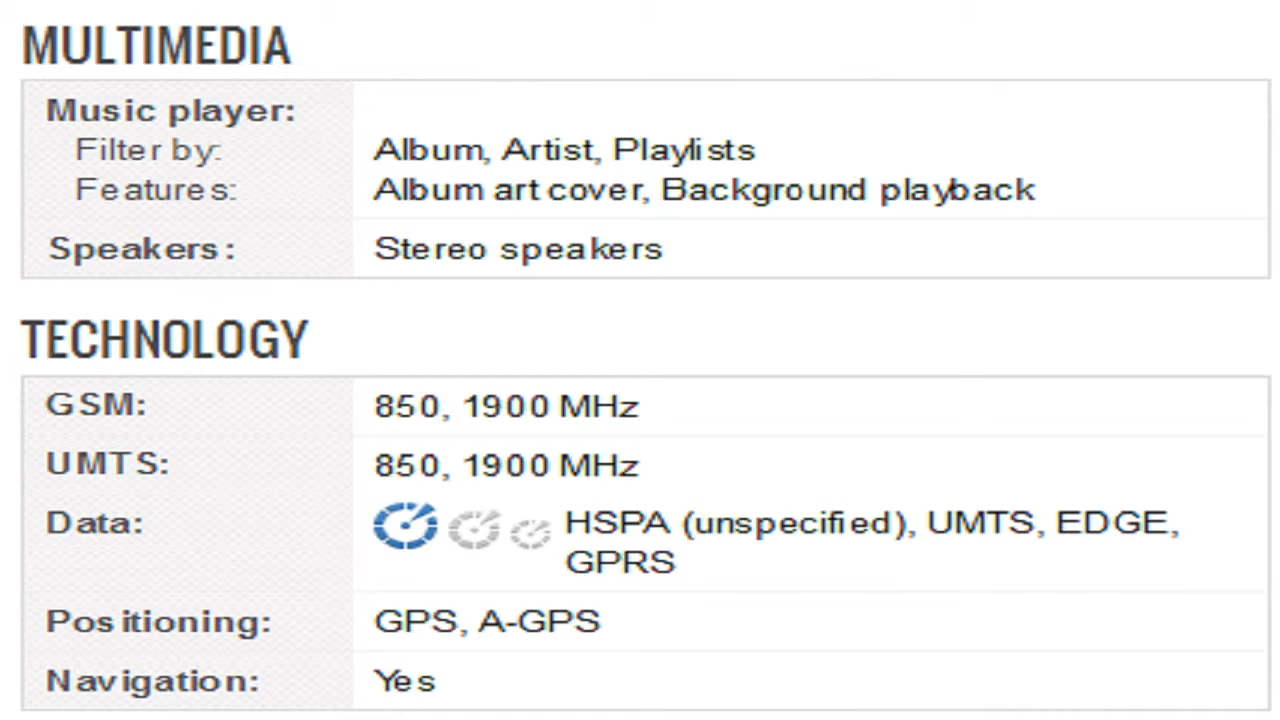 MULTIMEDIA
Music player:
Filter by: Album, Artist, Playlists
Features: Album art cover, Background playback
Speakers: Stereo speakers
TECHNOLOGY
GSM: 850, 1900 MHz
UMTS: 850, 1900 MHz
Data: HSPA (unspecified), UMTS, EDGE,
GPRS
Positioning: GPS, A-GPS
Navigation: Yes